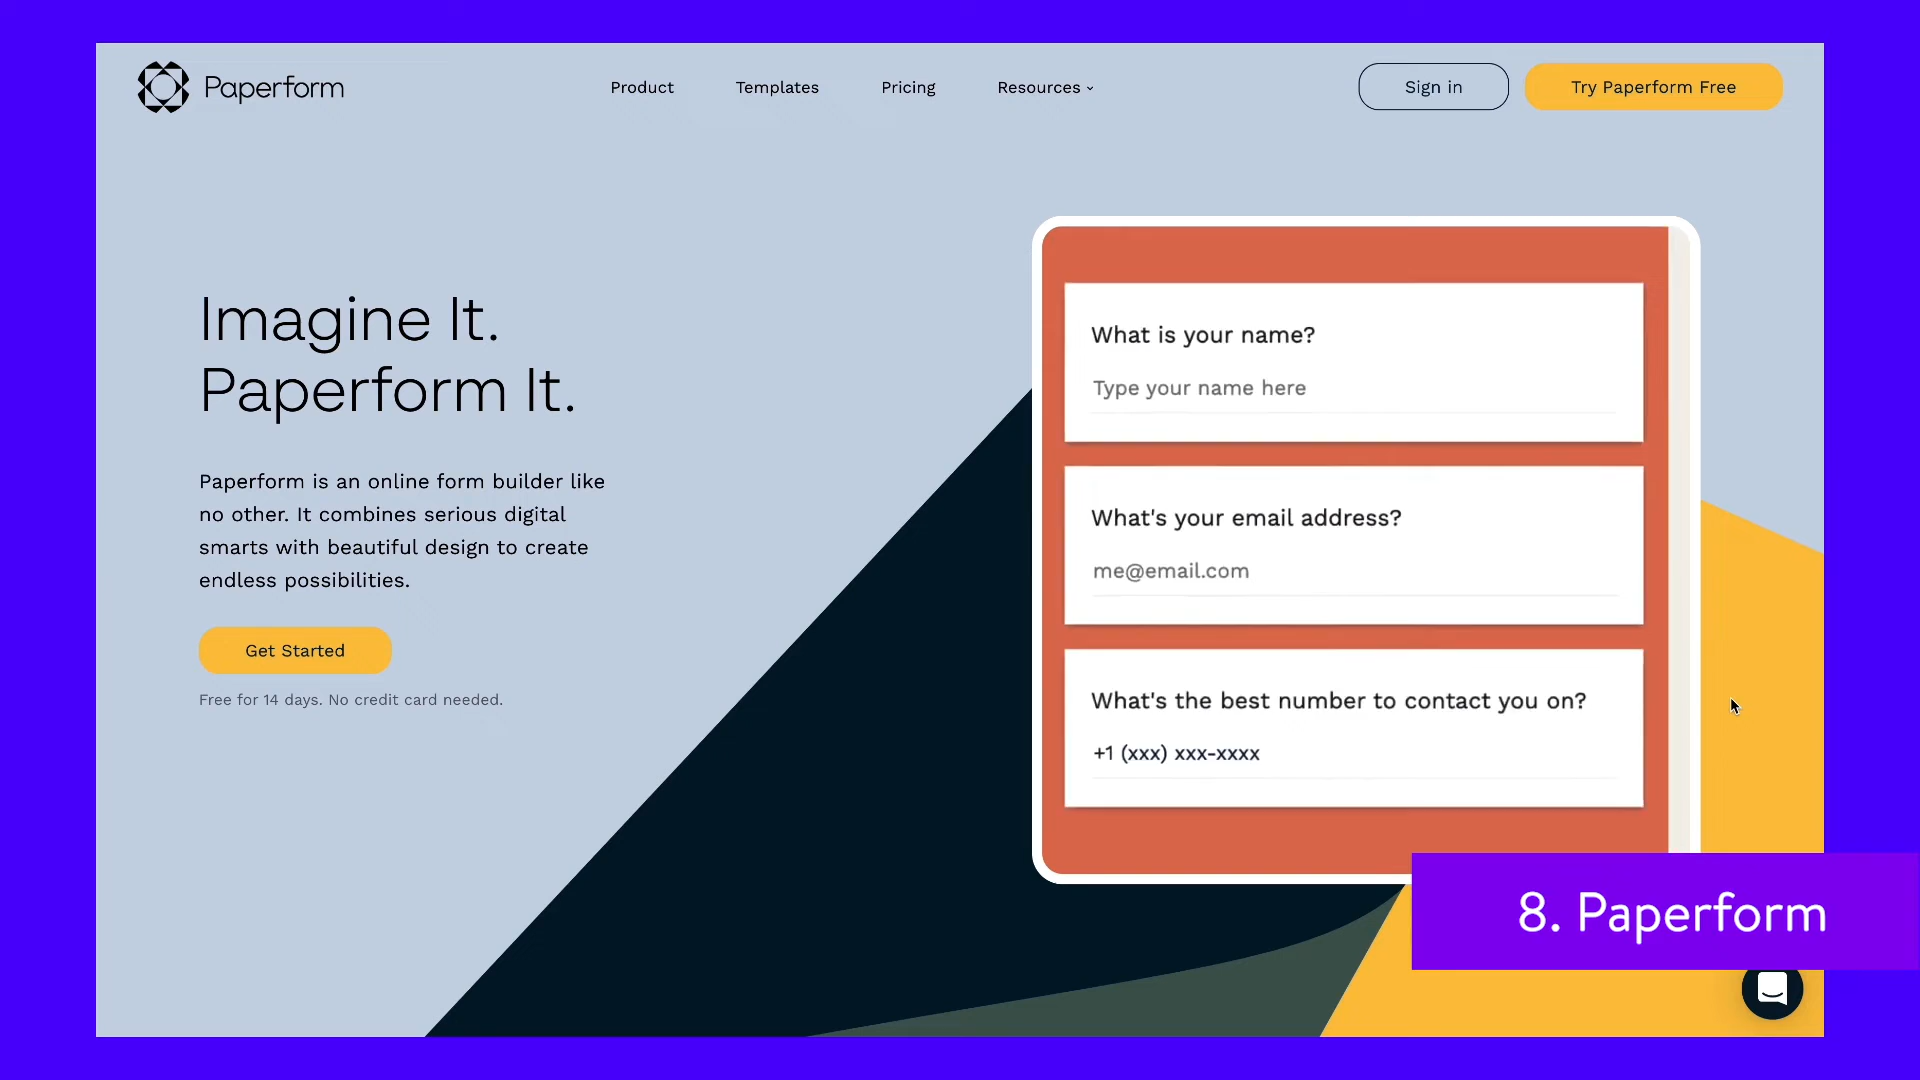 Paperform
Product
Templates
Pricing
Resources
Sign in
Try Paperform Free
Imagine It.
Paperform It.
Paperform is an online form builder like
no other. It combines serious digital
smarts with beautiful design to create
endless possibilities.
Get Started
Free for 14 days. No credit card needed.
What is your name?
Type your name here
What's your email address?
me@email.com
What's the best number to contact you on?
+1 (xxx) xxx-xxxx
8. Paperform